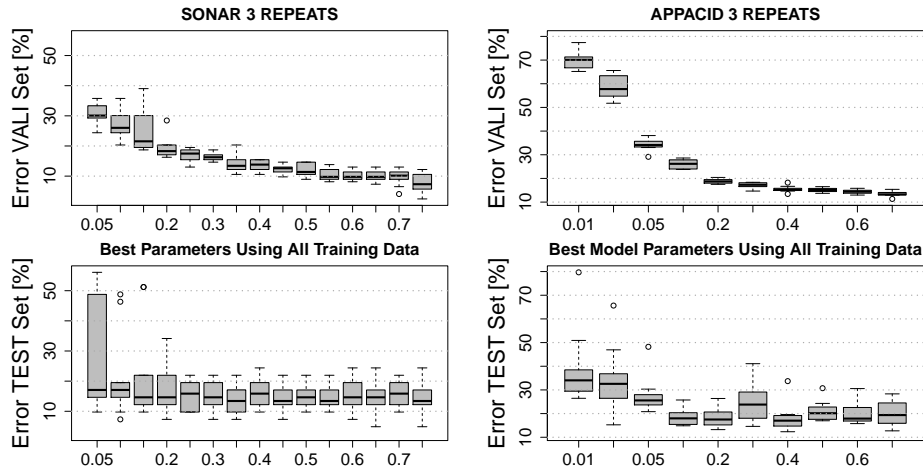 SONAR 3 REPEATS
Error VALI Set [%]
10 30 50
0.05 0.2 0.3 0.4 0.5 0.6 0.7
APPACID 3 REPEATS
Error VALI Set [%]
10 30 50 70
0.01 0.05 0.2 0.4 0.6
Best Parameters Using All Training Data
Error TEST Set [%]
10 30 50
0.05 0.2 0.3 0.4 0.5 0.6 0.7
Best Model Parameters Using All Training Data
Error TEST Set [%]
10 30 50 70
0.01 0.05 0.2 0.4 0.6